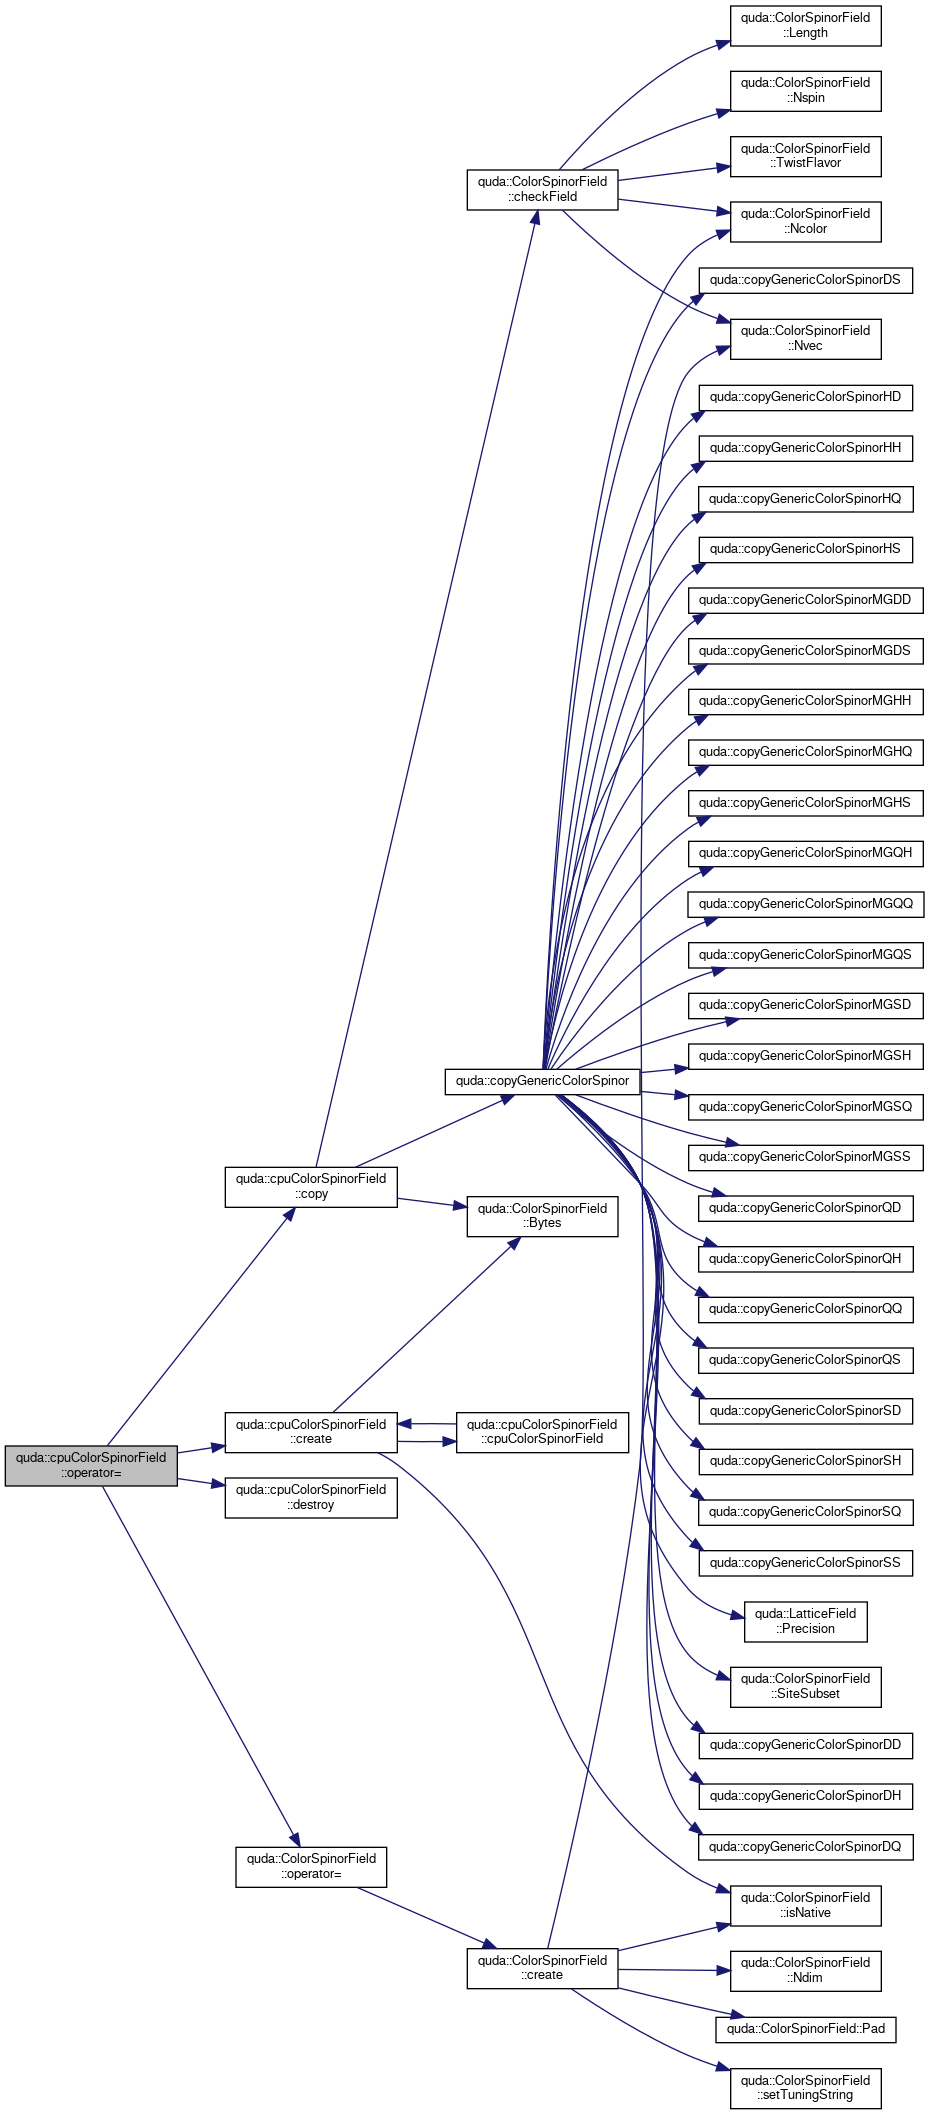 quda::ColorSpinorField
::Length
quda::ColorSpinorField
::Nspin
quda::ColorSpinorField
::TwistFlavor
quda::ColorSpinorField
::checkField
quda::ColorSpinorField
::Ncolor
quda::copyGenericColorSpinorDS
quda::ColorSpinorField
::Nvec
quda::copyGenericColorSpinorHD
quda::copyGenericColorSpinorHH
quda::copyGenericColorSpinorHQ
quda::copyGenericColorSpinorHS
quda::copyGenericColorSpinorMGDD
quda::copyGenericColorSpinorMGDS
quda::copyGenericColorSpinorMGHH
quda::copyGenericColorSpinorMGHQ
quda::copyGenericColorSpinorMGHS
quda::copyGenericColorSpinorMGQH
quda::copyGenericColorSpinorMGQQ
quda::copyGenericColorSpinorMGQS
quda::copyGenericColorSpinorMGSD
quda::copyGenericColorSpinorMGSH
quda::copyGenericColorSpinor
quda::copyGenericColorSpinorMGSQ
quda::copyGenericColorSpinorMGSS
quda::cpuColorSpinorField
::copy
quda::copyGenericColorSpinorQD
quda::ColorSpinorField
::Bytes
quda::copyGenericColorSpinorQH
quda::copyGenericColorSpinorQQ
quda::copyGenericColorSpinorQS
quda::copyGenericColorSpinorSD
quda::cpuColorSpinorField
::create
quda::cpuColorSpinorField
::cpuColorSpinorField
quda::copyGenericColorSpinorSH
quda::cpuColorSpinorField
::operator=
quda::cpuColorSpinorField
::destroy
quda::copyGenericColorSpinorSQ
quda::copyGenericColorSpinorSS
quda::LatticeField
::Precision
quda::ColorSpinorField
::SiteSubset
quda::copyGenericColorSpinorDD
quda::copyGenericColorSpinorDH
quda::copyGenericColorSpinorDQ
quda::ColorSpinorField
::operator=
quda::ColorSpinorField
::isNative
quda::ColorSpinorField
::create
quda::ColorSpinorField
::Ndim
quda::ColorSpinorField::Pad
quda::ColorSpinorField
::setTuningString